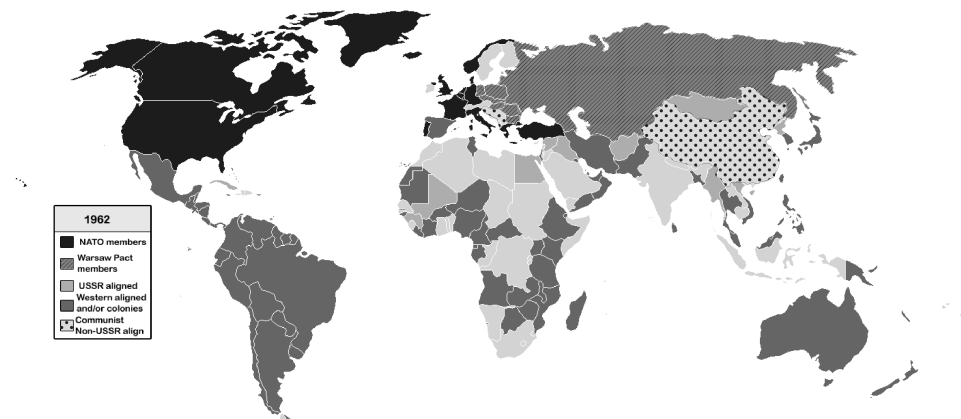 1962
NATO members
Warsaw Pact
members
USSR aligned
Western aligned
and/or colonies
Communist
Non-USSR align